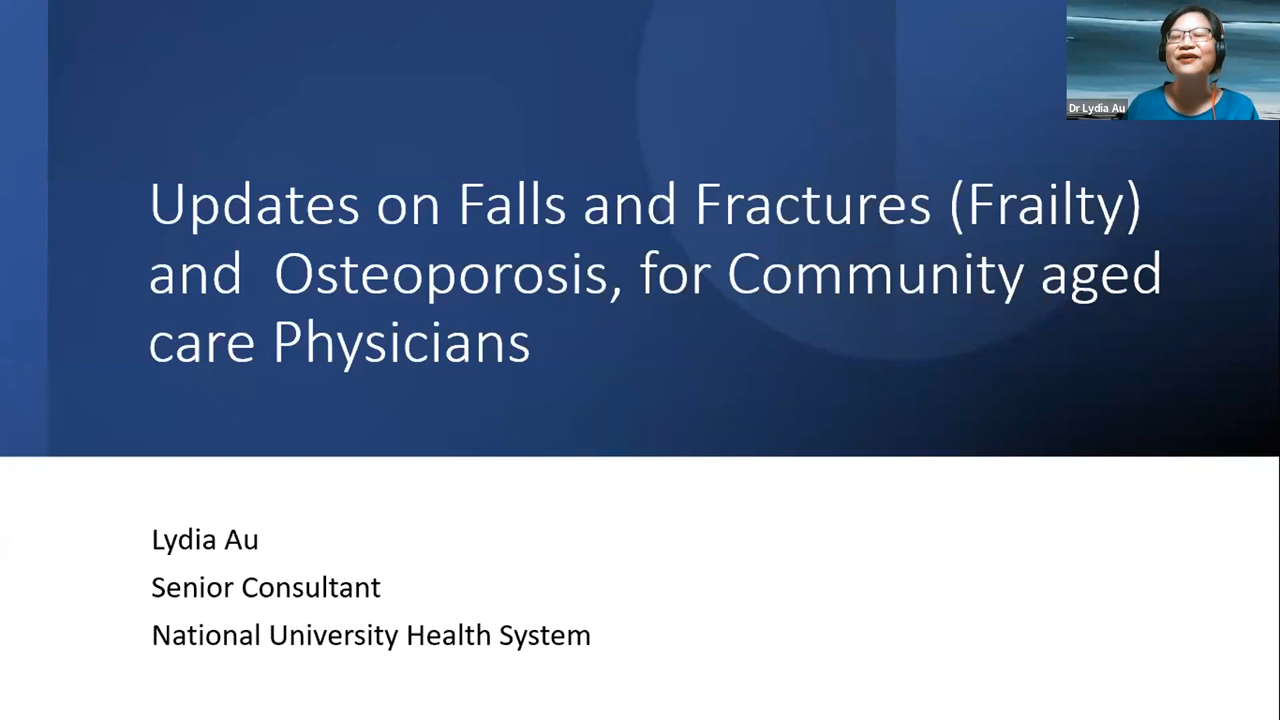 Dr Lydia Au
Updates on Falls and Fractures (Frailty)
and  Osteoporosis, for Community aged
care Physicians
Lydia Au
Senior Consultant
National University Health System